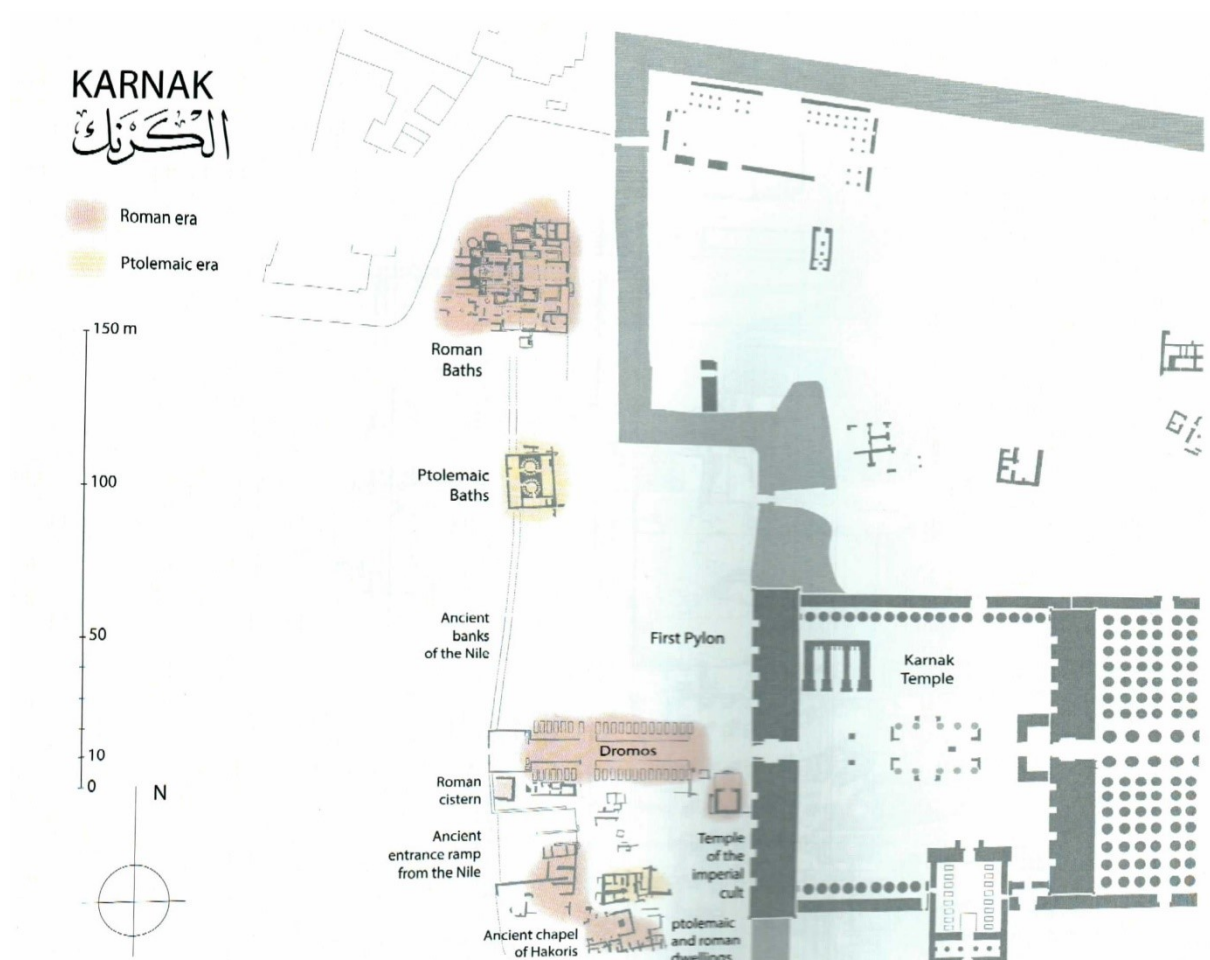 KARNAK
الكَرْنَك
Roman era
Ptolemaic era
150 m
100
50
10
0
N
Roman
Baths
Ptolemaic
Baths
Ancient
banks
of the Nile
First Pylon
Karnak
Temple
Dromos
Roman
cistern
Ancient
entrance ramp
from the Nile
Temple
of the
imperial
cult
Ancient chapel
of Hakoris
ptolemaic
and roman
dwellings